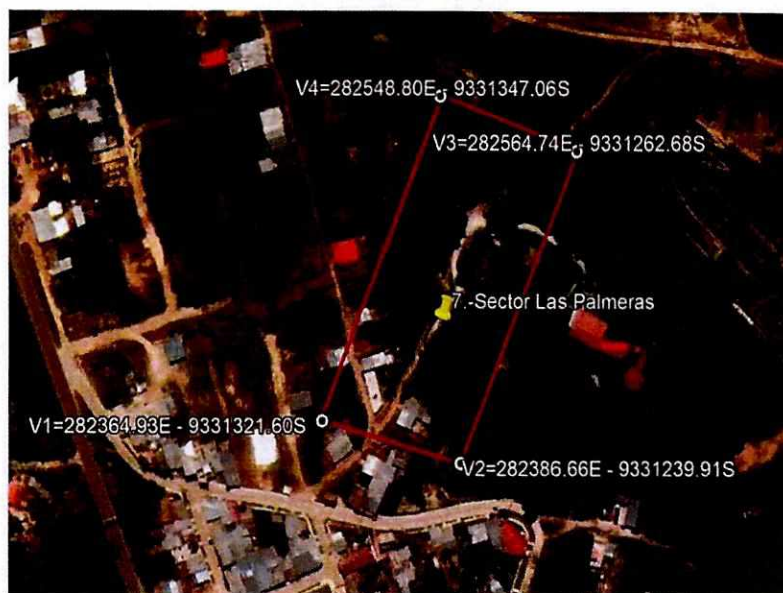 V4=282548.80E - 9331347.06S
V3=282564.74E - 9331262.68S
7.-Sector Las Palmeras
V1=282364.93E - 9331321.60S
V2=282386.66E - 9331239.91S